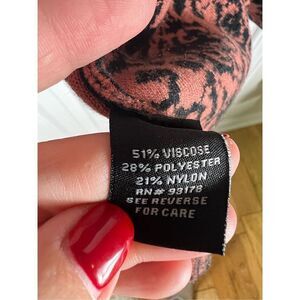 51% VISCOSE
28% POLYESTER
21% NYLON
RN# 93178
SEE REVERSE
FOR CARE